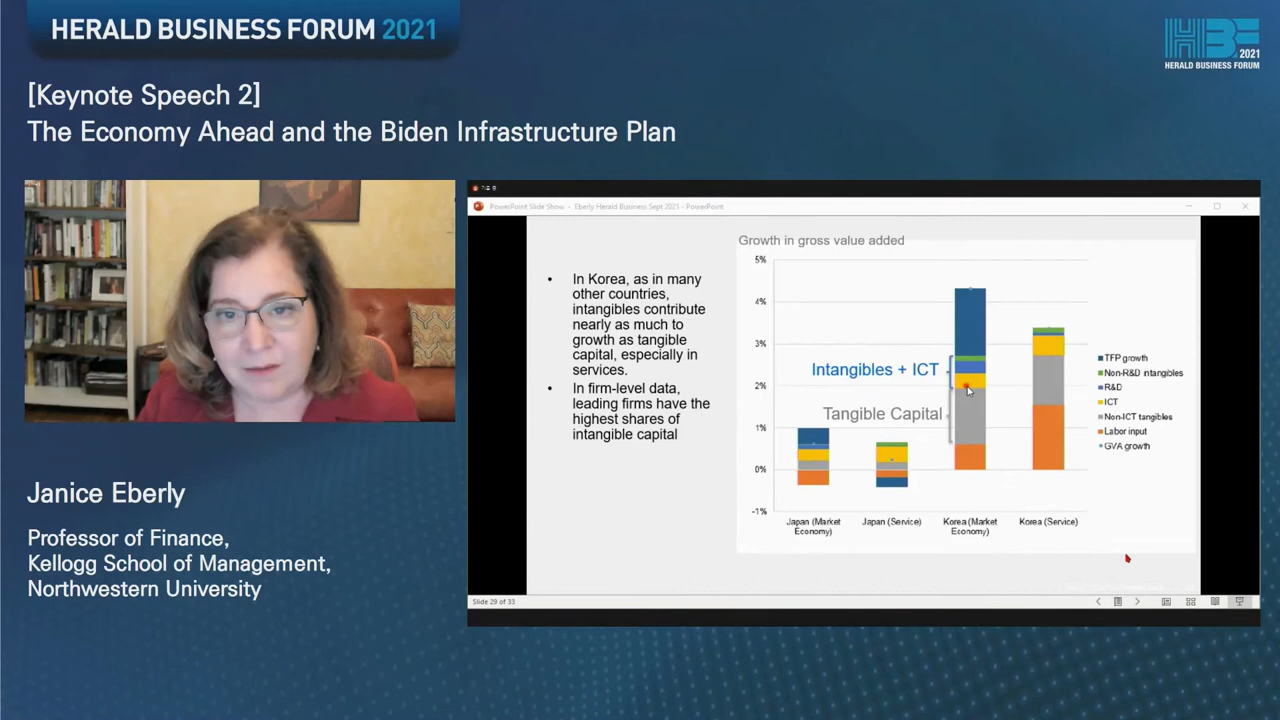 HERALD BUSINESS FORUM 2021
HBF 2021
HERALD BUSINESS FORUM
[Keynote Speech 2]
The Economy Ahead and the Biden Infrastructure Plan
PowerPoint Slide Show - Eberly Herald Business Sept 2021 - PowerPoint
• In Korea, as in many
other countries,
intangibles contribute
nearly as much to
growth as tangible
capital, especially in
services.
• In firm-level data,
leading firms have the
highest shares of
intangible capital
Growth in gross value added
5%
4%
3%
2%
1%
0%
-1%
Intangibles + ICT
Tangible Capital
Japan (Market
Economy)
Japan (Service)
Korea (Market
Economy)
Korea (Service)
TFP growth
Non-R&D intangibles
R&D
ICT
Non-ICT tangibles
Labor input
GVA growth
Slide 29 of 33
Janice Eberly
Professor of Finance,
Kellogg School of Management,
Northwestern University